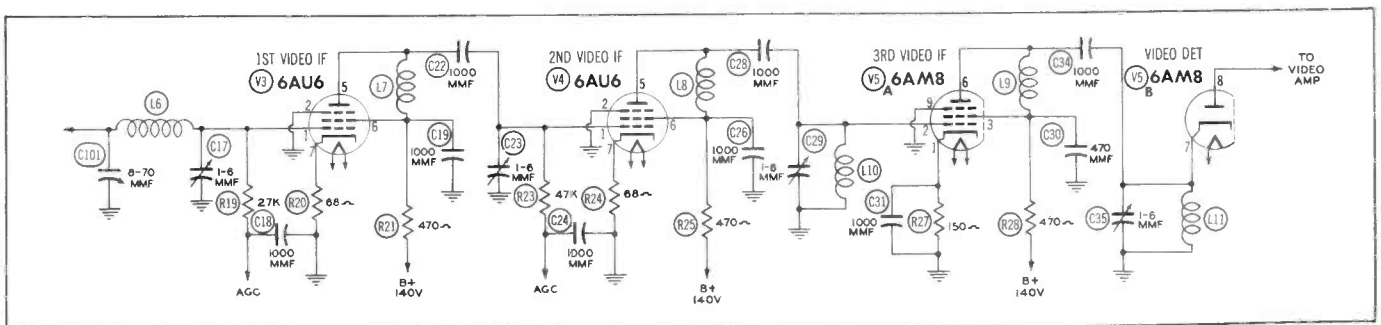 1ST VIDEO IF
V3 6AU6
2ND VIDEO IF
V4 6AU6
3RD VIDEO IF
V5 A 6AM8
VIDEO DET
V5 B 6AM8
TO
VIDEO
AMP
L6
C101
8-70
MMF
C17
1-6
MMF
R19
27K
C18
1000
MMF
AGC
R20
68~
2
1
7
5
6
L7
C22
1000
MMF
C19
1000
MMF
R21
470~
B+
140V
C23
1-6
MMF
R23
47K
C24
1000
MMF
AGC
R24
68~
2
1
7
5
6
L8
C28
1000
MMF
C26
1000
MMF
R25
470~
B+
140V
C29
1-6
MMF
L10
C31
1000
MMF
R27
150~
9
2
1
6
3
L9
C34
1000
MMF
C30
470
MMF
R28
470~
B+
140V
C35
1-6
MMF
L11
8
7